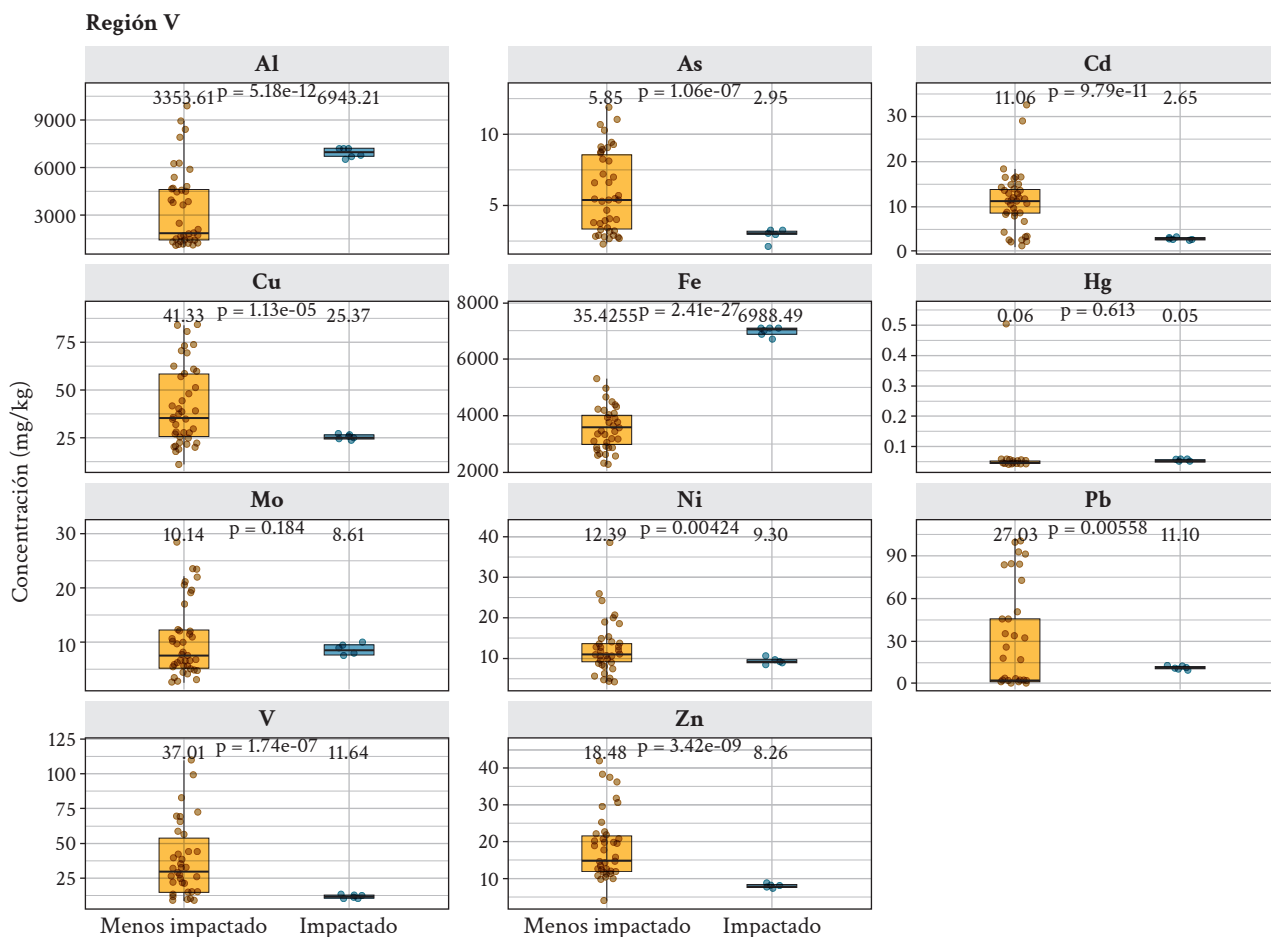 Región V
Al
As
Cd
3353.61 p = 5.18e-12 6943.21
5.85 p = 1.06e-07 2.95
11.06 p = 9.79e-11 2.65
9000
6000
3000
10
5
30
20
10
0
Cu
Fe
Hg
41.33 p = 1.13e-05 25.37
35.4255 p = 2.41e-27 6988.49
0.06 p = 0.613 0.05
75
50
25
8000
6000
4000
2000
0.5
0.4
0.3
0.2
0.1
Concentración (mg/kg)
Mo
Ni
Pb
10.14 p = 0.184 8.61
12.39 p = 0.00424 9.30
27.03 p = 0.00558 11.10
30
20
10
40
30
20
10
90
60
30
0
V
Zn
37.01 p = 1.74e-07 11.64
18.48 p = 3.42e-09 8.26
125
100
75
50
25
40
30
20
10
Menos impactado Impactado
Menos impactado Impactado